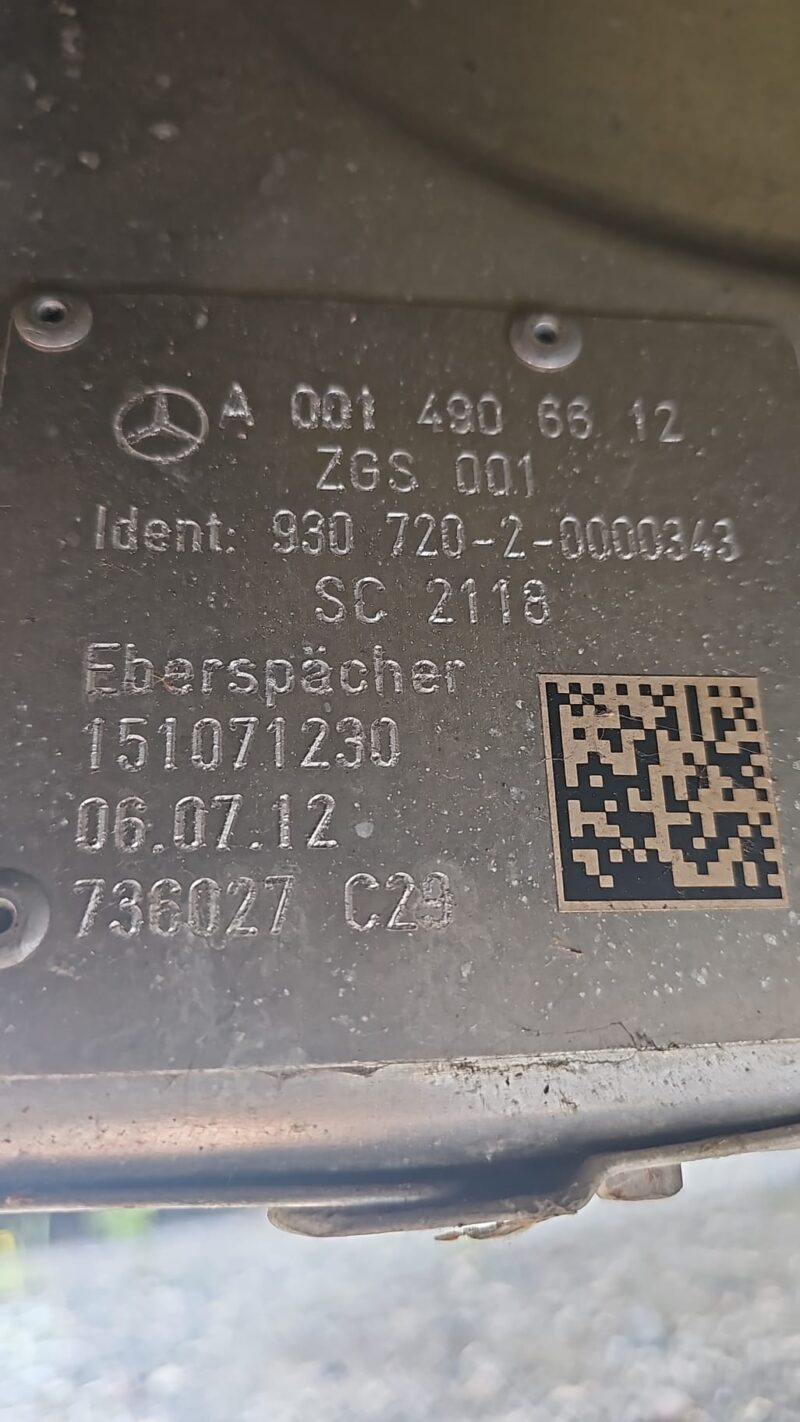 A 001 490 66 12
ZGS 001
Ident: 930 720-2-0000343
SC 2118
Eberspächer
151071230
06.07.12
736027 C29